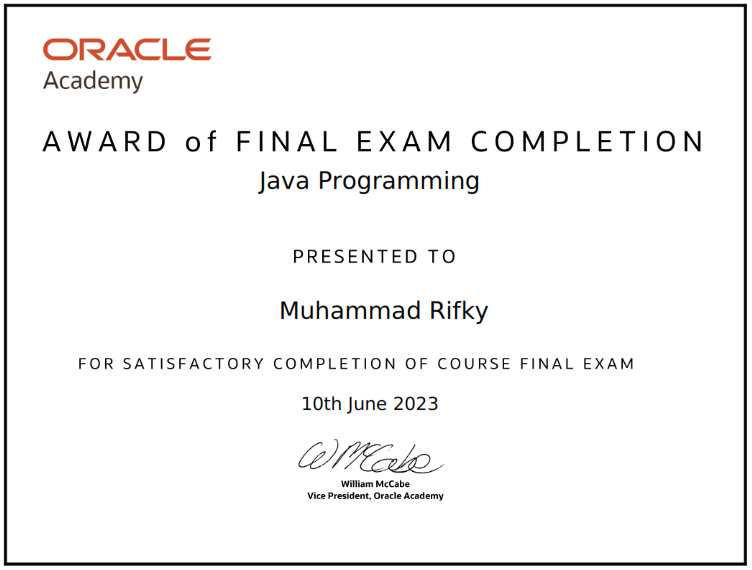 ORACLE
Academy
AWARD of FINAL EXAM COMPLETION
Java Programming
PRESENTED TO
Muhammad Rifky
FOR SATISFACTORY COMPLETION OF COURSE FINAL EXAM
10th June 2023
W McCabe
William McCabe
Vice President, Oracle Academy